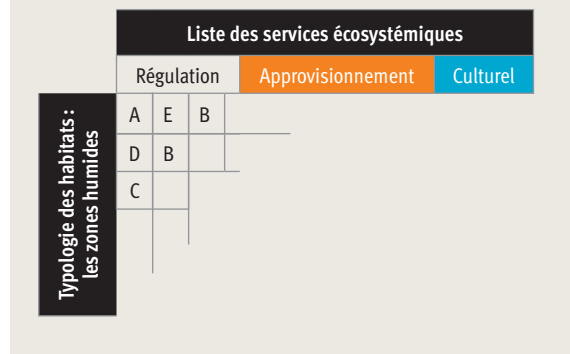 Liste des services écosystémiques
Régulation Approvisionnement Culturel
Typologie des habitats :
les zones humides
A E B
D B
C